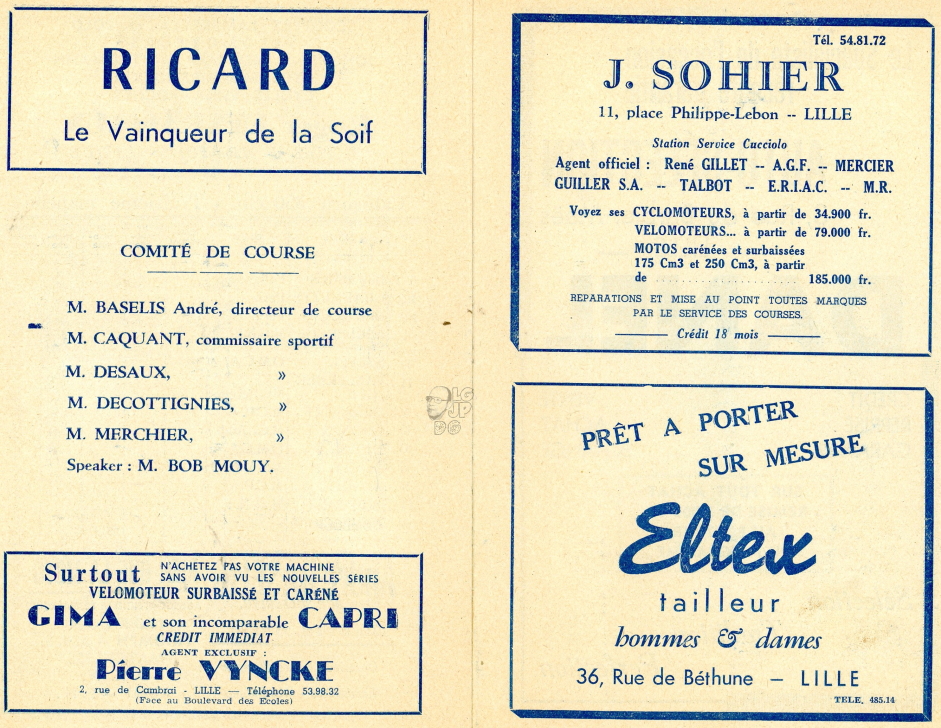 RICARD
Le Vainqueur de la Soif
COMITÉ DE COURSE
M. BASELIS André, directeur de course
M. CAQUANT, commissaire sportif
M. DESAUX, »
M. DECOTTIGNIES, »
M. MERCHIER, »
Speaker : M. BOB MOUY.
Surtout N'ACHETEZ PAS VOTRE MACHINE
SANS AVOIR VU LES NOUVELLES SÉRIES
VELOMOTEUR SURBAISSÉ ET CARÉNÉ
GIMA et son incomparable CAPRI
CREDIT IMMEDIAT
AGENT EXCLUSIF :
Pierre VYNCKE
2, rue de Cambrai - LILLE — Téléphone 53.98.32
(Face au Boulevard des Ecoles)
Tél. 54.81.72
J. SOHIER
11, place Philippe-Lebon -- LILLE
Station Service Cucciolo
Agent officiel : René GILLET -- A.G.F. -- MERCIER
GUILLER S.A. -- TALBOT -- E.R.I.A.C. -- M.R.
Voyez ses CYCLOMOTEURS, à partir de 34.900 fr.
VELOMOTEURS... à partir de 79.000 fr.
MOTOS carénées et surbaissées
175 Cm3 et 250 Cm3, à partir
de ........................ 185.000 fr.
REPARATIONS ET MISE AU POINT TOUTES MARQUES
PAR LE SERVICE DES COURSES.
Crédit 18 mois
PRÊT A PORTER
SUR MESURE
Eltex
tailleur
hommes & dames
36, Rue de Béthune — LILLE
TELE. 485.14
LG
JP
DG